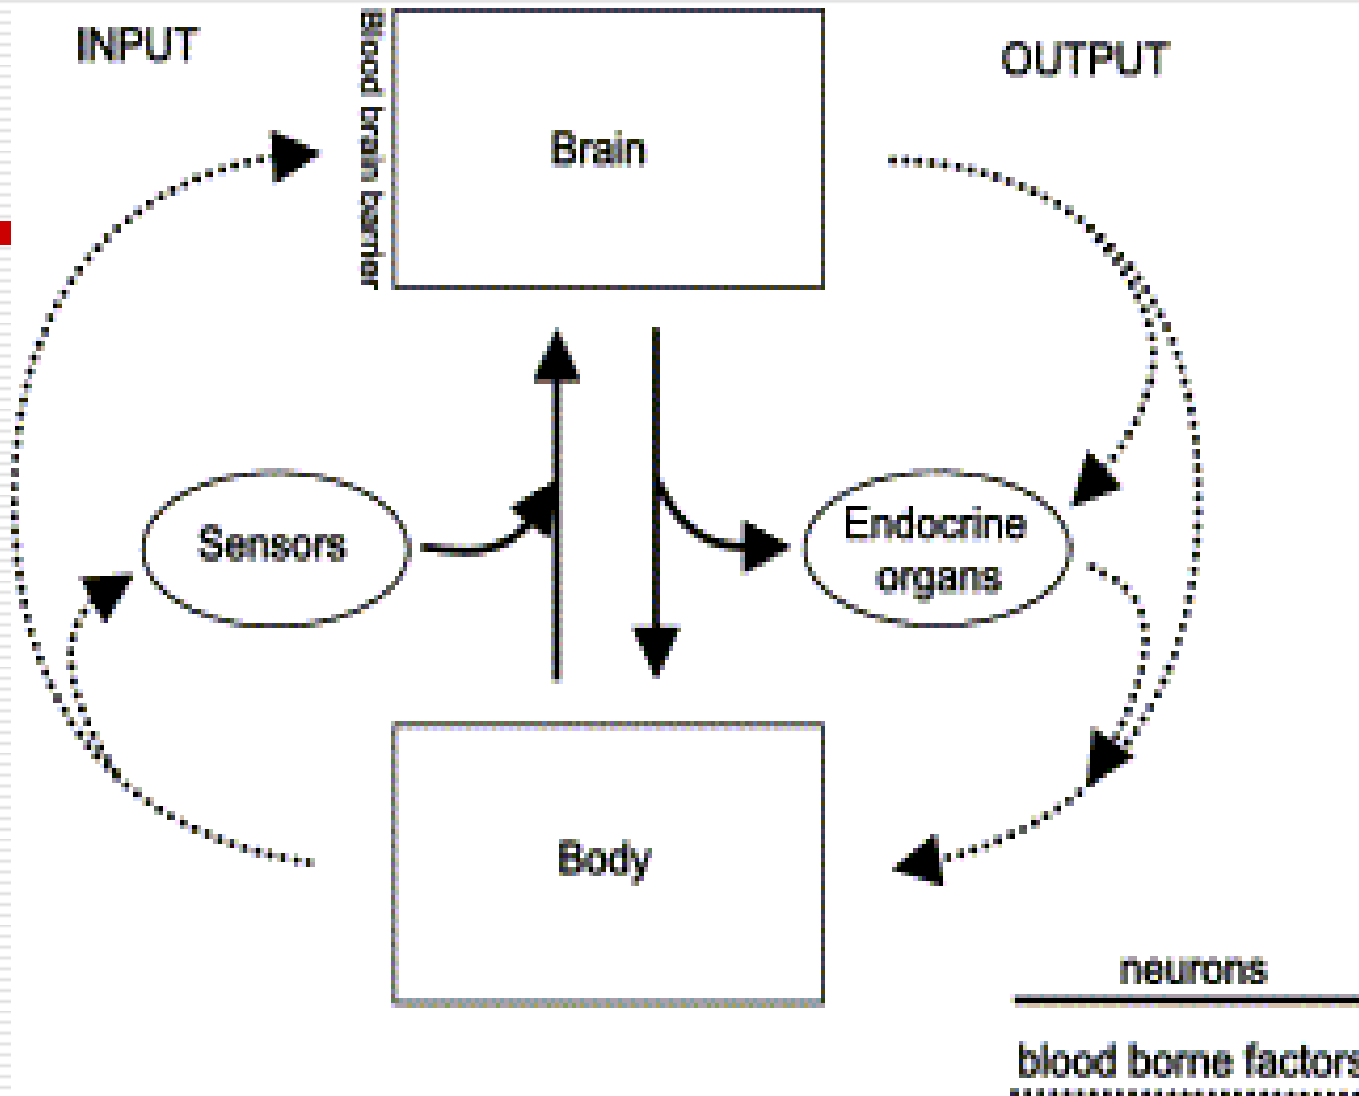 INPUT
Blood brain barrier
Brain
OUTPUT
Sensors
Endocrine
organs
Body
neurons
blood borne factors